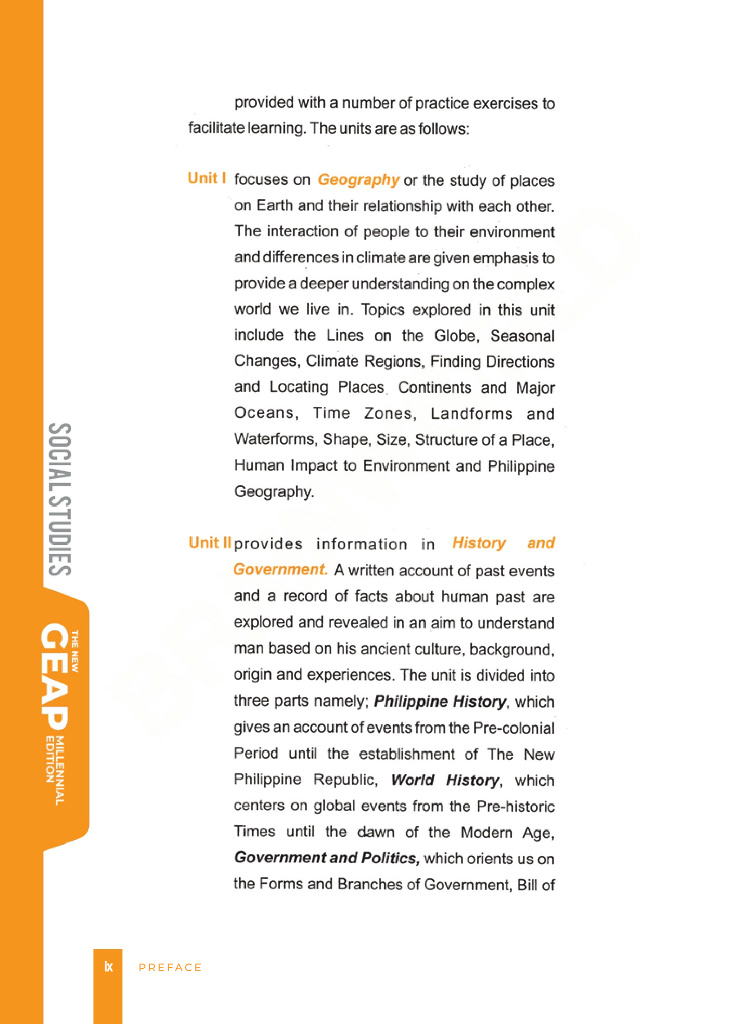 provided with a number of practice exercises to
facilitate learning. The units are as follows:
Unit I focuses on Geography or the study of places
on Earth and their relationship with each other.
The interaction of people to their environment
and differences in climate are given emphasis to
provide a deeper understanding on the complex
world we live in. Topics explored in this unit
include the Lines on the Globe, Seasonal
Changes, Climate Regions, Finding Directions
and Locating Places, Continents and Major
Oceans, Time Zones, Landforms and
Waterforms, Shape, Size, Structure of a Place,
Human Impact to Environment and Philippine
Geography.
Unit II provides information in History and
Government. A written account of past events
and a record of facts about human past are
explored and revealed in an aim to understand
man based on his ancient culture, background,
origin and experiences. The unit is divided into
three parts namely; Philippine History, which
gives an account of events from the Pre-colonial
Period until the establishment of The New
Philippine Republic, World History, which
centers on global events from the Pre-historic
Times until the dawn of the Modern Age,
Government and Politics, which orients us on
the Forms and Branches of Government, Bill of
SOCIAL STUDIES
THE NEW
GEAP
MILLENNIAL
EDITION
ix PREFACE